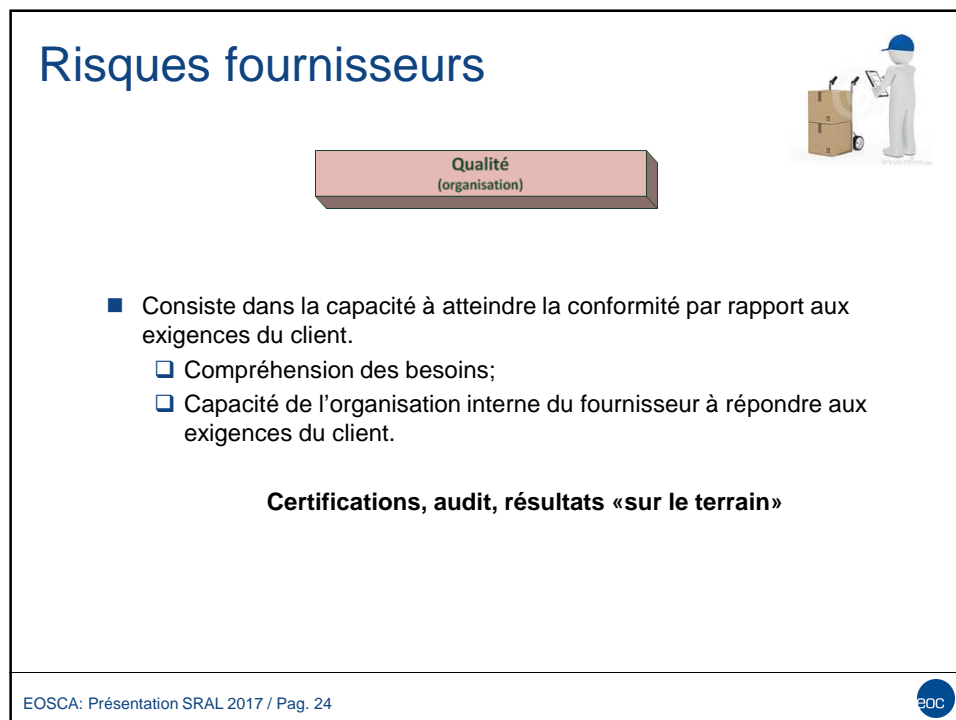 Risques fournisseurs
Qualité
(organisation)
Consiste dans la capacité à atteindre la conformité par rapport aux
exigences du client.
Compréhension des besoins;
Capacité de l’organisation interne du fournisseur à répondre aux
exigences du client.
Certifications, audit, résultats «sur le terrain»
EOSCA: Présentation SRAL 2017 / Pag. 24
eoc